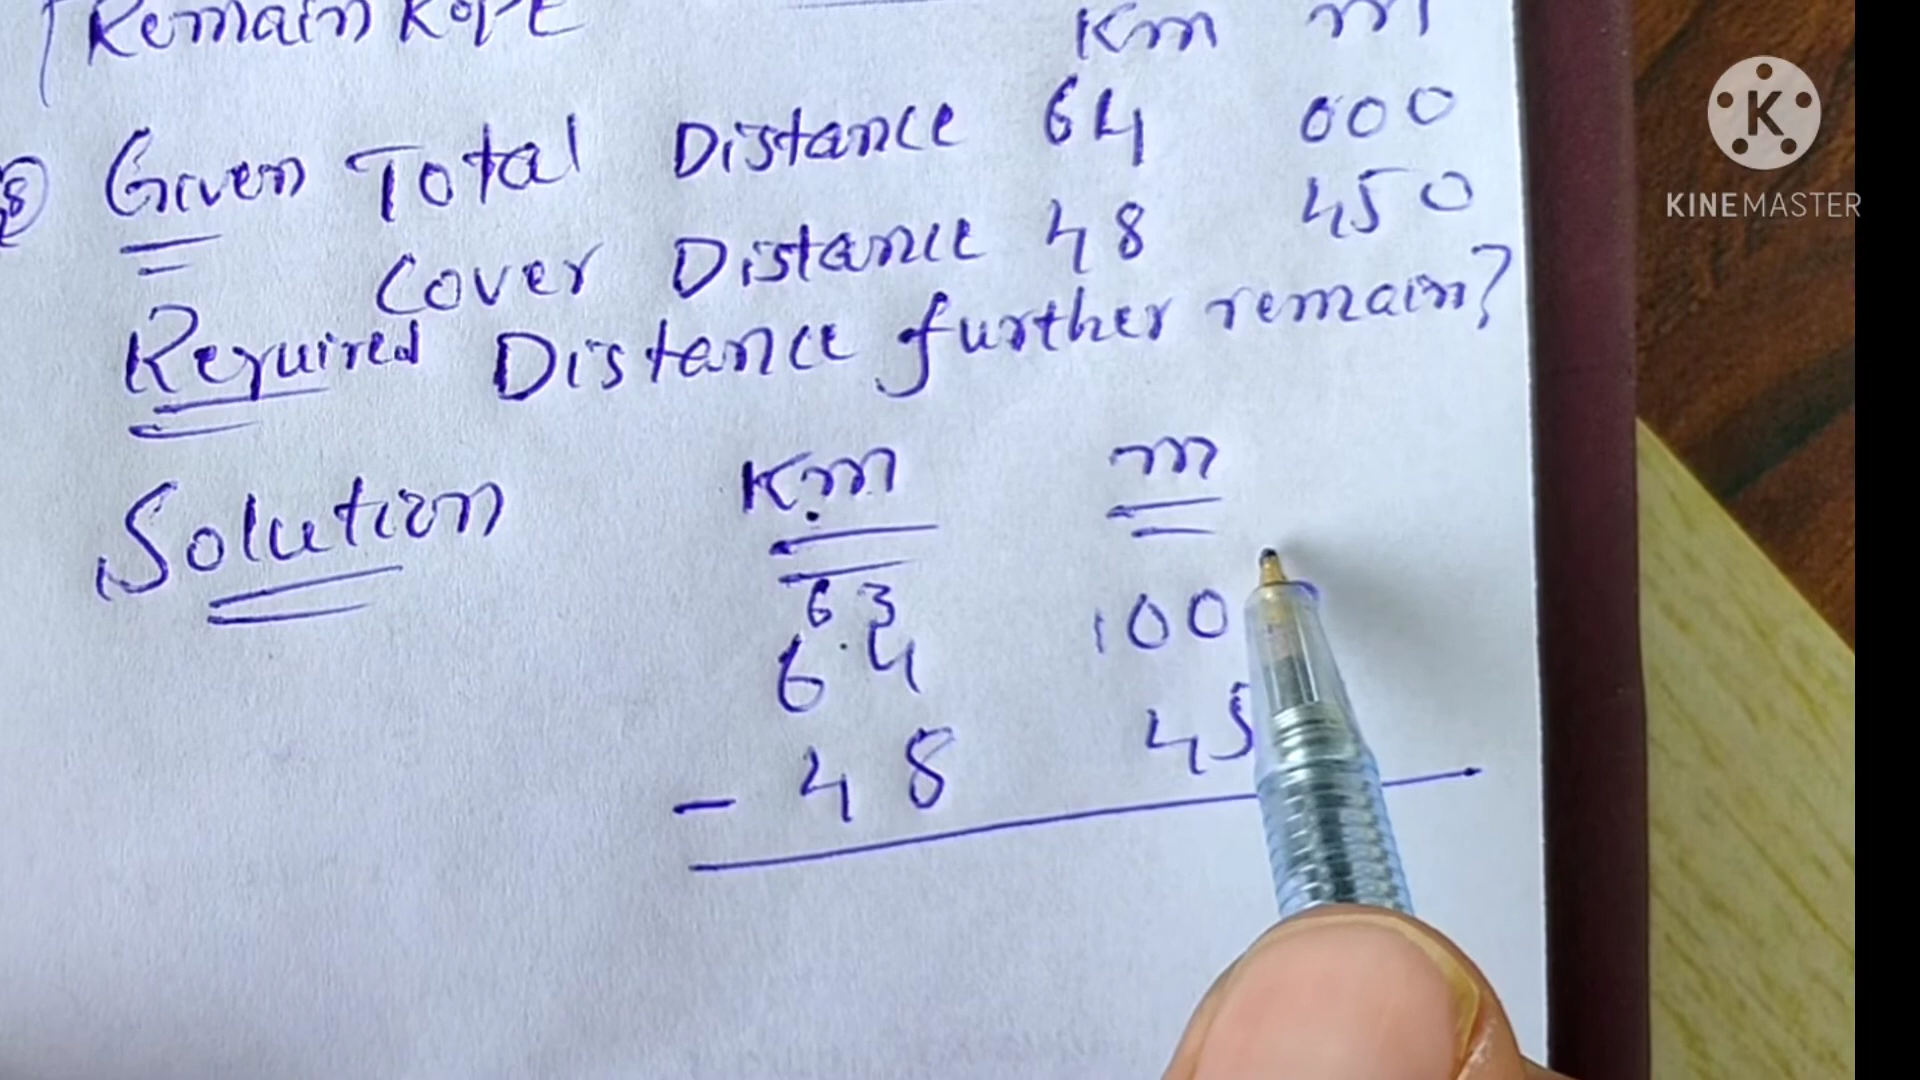 Remain Rope
Km m
8 Given Total Distance 64 000
Cover Distance 48 450
Required Distance further remain?
Solution Km m
63
64 100
- 48 45
K
KINEMASTER